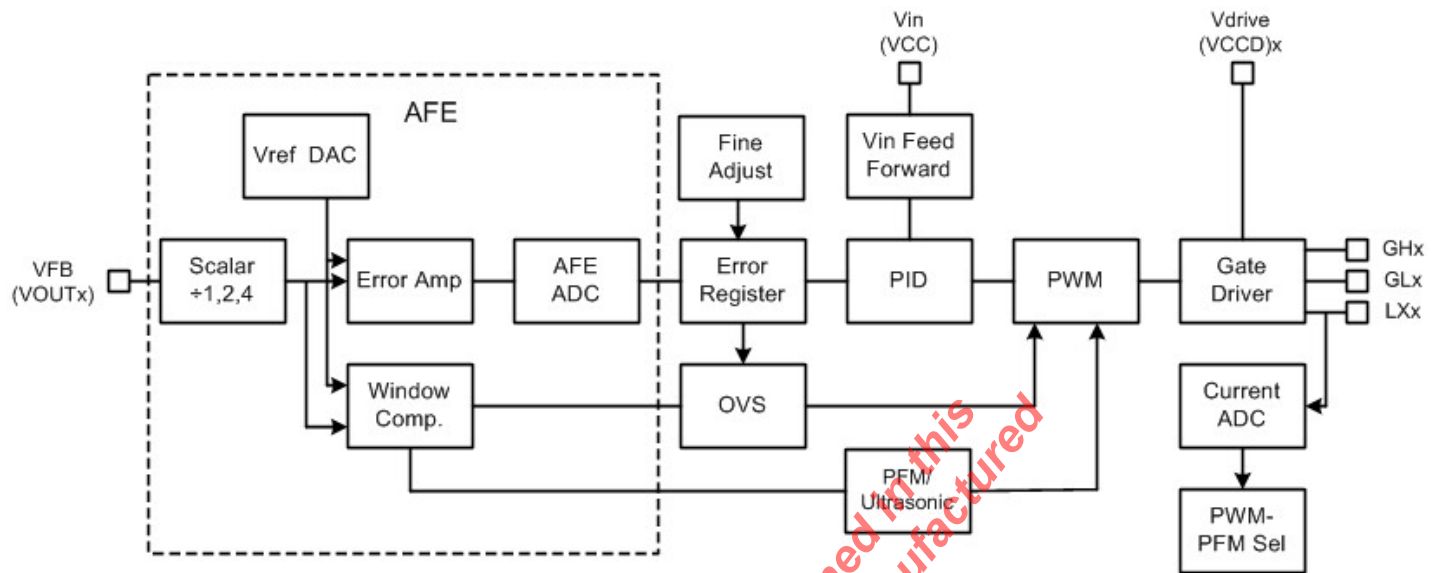 Vin
(VCC)
Vdrive
(VCCD)x
AFE
Vref DAC
Fine
Adjust
Vin Feed
Forward
VFB
(VOUTx)
Scalar
÷1,2,4
Error Amp
AFE
ADC
Error
Register
PID
PWM
Gate
Driver
GHx
GLx
LXx
Window
Comp.
OVS
Current
ADC
PFM/
Ultrasonic
PWM-
PFM Sel
in this